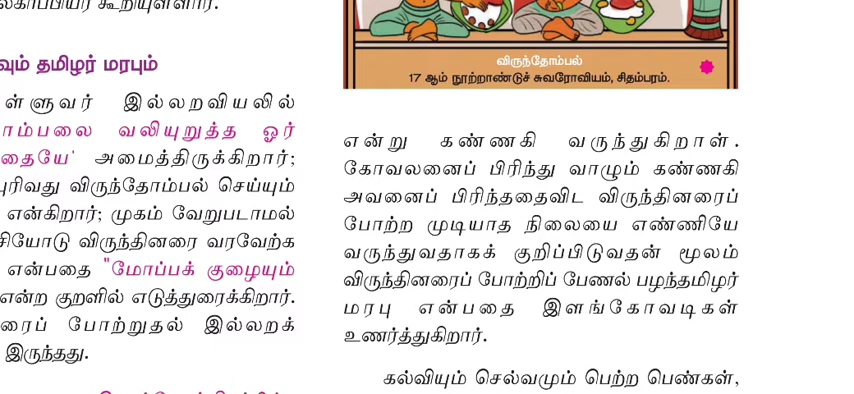 கூறியுள்ளார்.
தமிழர் மரபும்
இல்லறவியலில்
வலியுறுத்த ஓர்
அமைத்திருக்கிறார்;
விருந்தோம்பல் செய்யும்
என்கிறார்; முகம் வேறுபடாமல்
விருந்தினரை வரவேற்க
என்பதை "மோப்பக் குழையும்
என்ற குறளில் எடுத்துரைக்கிறார்.
போற்றுதல் இல்லறக்
இருந்தது.
விருந்தோம்பல்
17 ஆம் நூற்றாண்டுச் சுவரோவியம், சிதம்பரம்.
என்று கண்ணகி வருந்துகிறாள்.
கோவலனைப் பிரிந்து வாழும் கண்ணகி
அவனைப் பிரிந்ததைவிட விருந்தினரைப்
போற்ற முடியாத நிலையை எண்ணியே
வருந்துவதாகக் குறிப்பிடுவதன் மூலம்
விருந்தினரைப் போற்றிப் பேணல் பழந்தமிழர்
மரபு என்பதை இளங்கோவடிகள்
உணர்த்துகிறார்.
கல்வியும் செல்வமும் பெற்ற பெண்கள்,